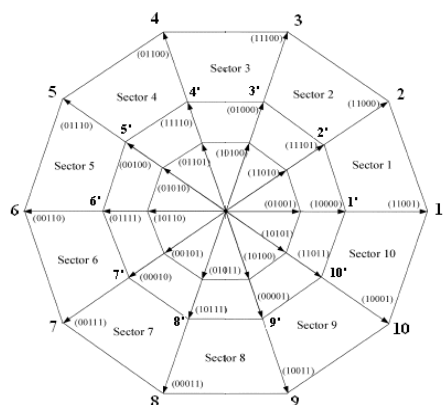 4 3
(01100) (11100)
Sector 3
5 Sector 4 4' 3' Sector 2 2
(11110) (01000) (11000)
(01110) 5' 2'
(00100) (01101) (10100) (11101)
Sector 5 (01010) (11010) Sector 1
6 6' 1' 1
(00110) (01111) (10110) (01001) (10000) (11001)
(10101)
Sector 6 (00101) (10100) (11011) Sector 10
7' (00010) (01011) 10'
(00001) (10001)
(00111) 8' (10111) 9'
7 Sector 7 Sector 9 10
Sector 8
(00011) (10011)
8 9